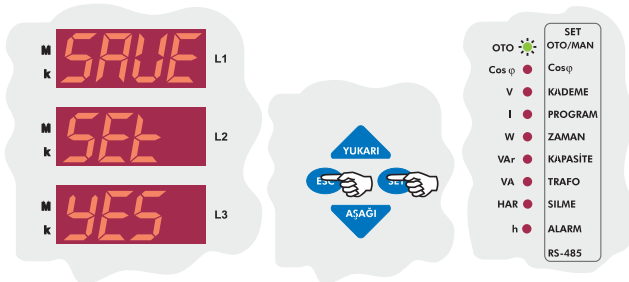 M
k
SAVE
L1
M
k
SEt
L2
M
k
yES
L3
YUKARI
ESC
SET
AŞAĞI
SET
OTO OTO/MAN
Cos φ Cosφ
V KADEME
I PROGRAM
W ZAMAN
VAr KAPASİTE
VA TRAFO
HAR SILME
h ALARM
RS-485